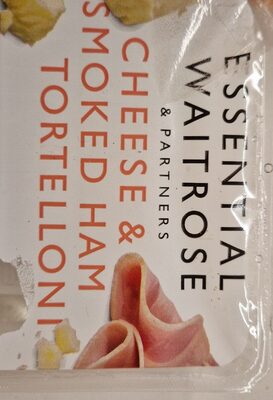 ESSENTIAL
WAITROSE
& PARTNERS
CHEESE &
SMOKED HAM
TORTELLONI